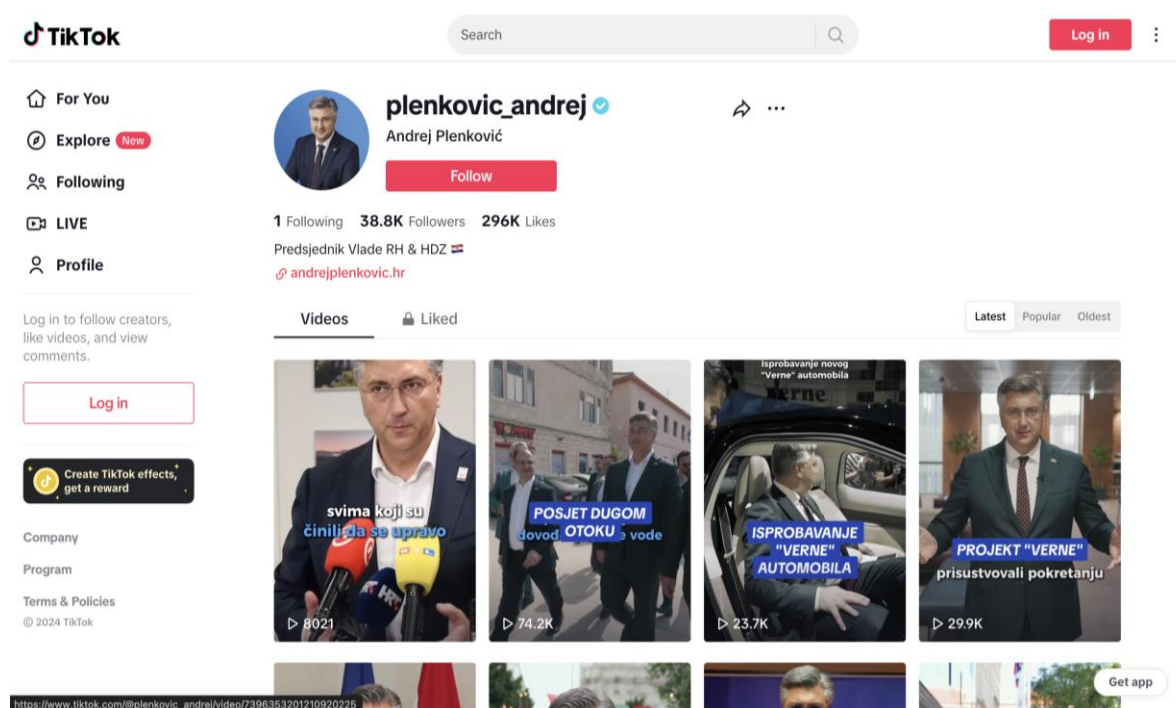 TikTok
Search
Log in
For You
Explore New
Following
LIVE
Profile
Log in to follow creators,
like videos, and view
comments.
Log in
Create TikTok effects,
get a reward
Company
Program
Terms & Policies
© 2024 TikTok
plenkovic_andrej
Andrej Plenković
Follow
1 Following 38.8K Followers 296K Likes
Predsjednik Vlade RH & HDZ
andrejplenkovic.hr
Videos
Liked
Latest Popular Oldest
svima koji su
činili da se upravo
RTL
HRT
8021
POSJET DUGOM
OTOKU
dovod
vode
74.2K
Isprobavanje novog
"Verne" automobila
verne
ISPROBAVANJE
"VERNE"
AUTOMOBILA
23.7K
PROJEKT "VERNE"
prisustvovali pokretanju
29.9K
Get app
https://www.tiktok.com/@plenkovic_andrej/video/7396353201210920225